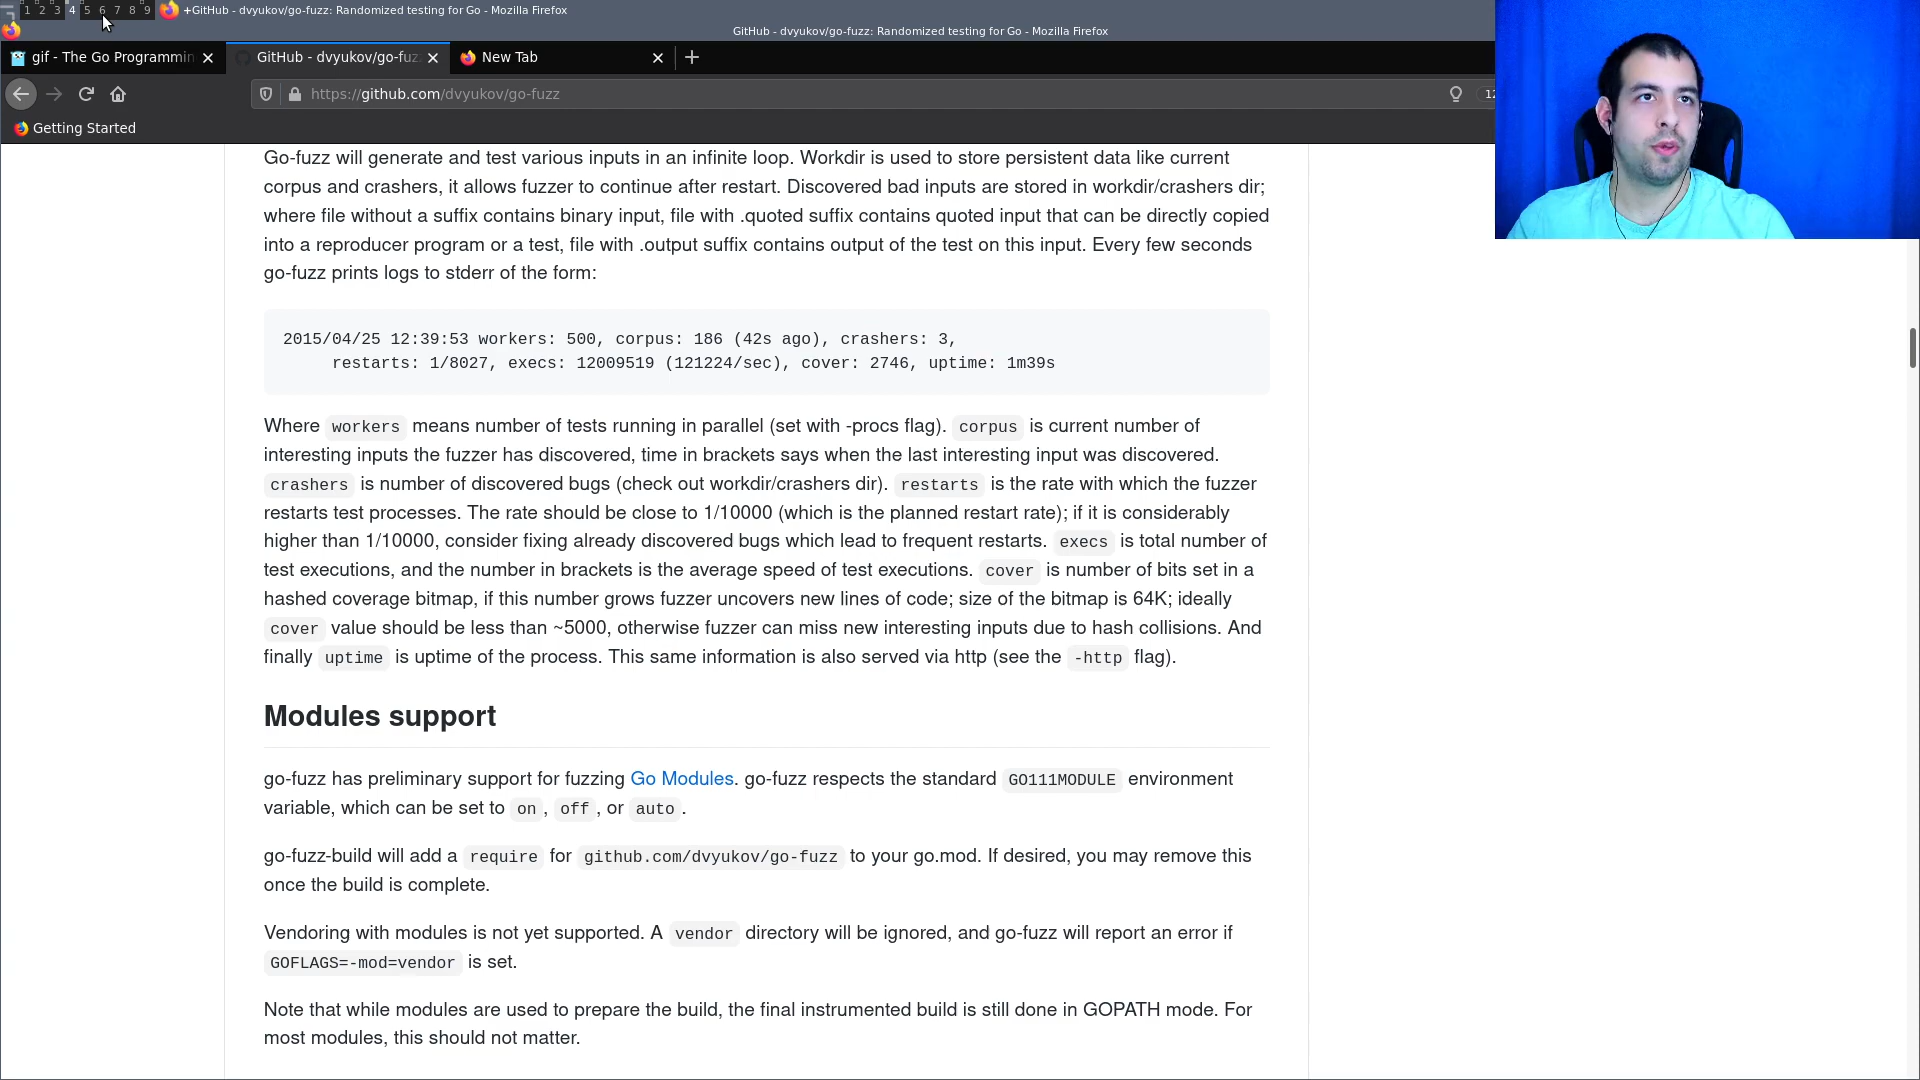 1 2 3 4 5 6 7 8 9 +GitHub - dvyukov/go-fuzz: Randomized testing for Go - Mozilla Firefox
GitHub - dvyukov/go-fuzz: Randomized testing for Go - Mozilla Firefox
gif - The Go Programmin GitHub - dvyukov/go-fuz New Tab
https://github.com/dvyukov/go-fuzz 12
Getting Started
Go-fuzz will generate and test various inputs in an infinite loop. Workdir is used to store persistent data like current
corpus and crashers, it allows fuzzer to continue after restart. Discovered bad inputs are stored in workdir/crashers dir;
where file without a suffix contains binary input, file with .quoted suffix contains quoted input that can be directly copied
into a reproducer program or a test, file with .output suffix contains output of the test on this input. Every few seconds
go-fuzz prints logs to stderr of the form:
2015/04/25 12:39:53 workers: 500, corpus: 186 (42s ago), crashers: 3,
restarts: 1/8027, execs: 12009519 (121224/sec), cover: 2746, uptime: 1m39s
Where workers means number of tests running in parallel (set with -procs flag). corpus is current number of
interesting inputs the fuzzer has discovered, time in brackets says when the last interesting input was discovered.
crashers is number of discovered bugs (check out workdir/crashers dir). restarts is the rate with which the fuzzer
restarts test processes. The rate should be close to 1/10000 (which is the planned restart rate); if it is considerably
higher than 1/10000, consider fixing already discovered bugs which lead to frequent restarts. execs is total number of
test executions, and the number in brackets is the average speed of test executions. cover is number of bits set in a
hashed coverage bitmap, if this number grows fuzzer uncovers new lines of code; size of the bitmap is 64K; ideally
cover value should be less than ~5000, otherwise fuzzer can miss new interesting inputs due to hash collisions. And
finally uptime is uptime of the process. This same information is also served via http (see the -http flag).
Modules support
go-fuzz has preliminary support for fuzzing Go Modules. go-fuzz respects the standard GO111MODULE environment
variable, which can be set to on, off, or auto.
go-fuzz-build will add a require for github.com/dvyukov/go-fuzz to your go.mod. If desired, you may remove this
once the build is complete.
Vendoring with modules is not yet supported. A vendor directory will be ignored, and go-fuzz will report an error if
GOFLAGS=-mod=vendor is set.
Note that while modules are used to prepare the build, the final instrumented build is still done in GOPATH mode. For
most modules, this should not matter.